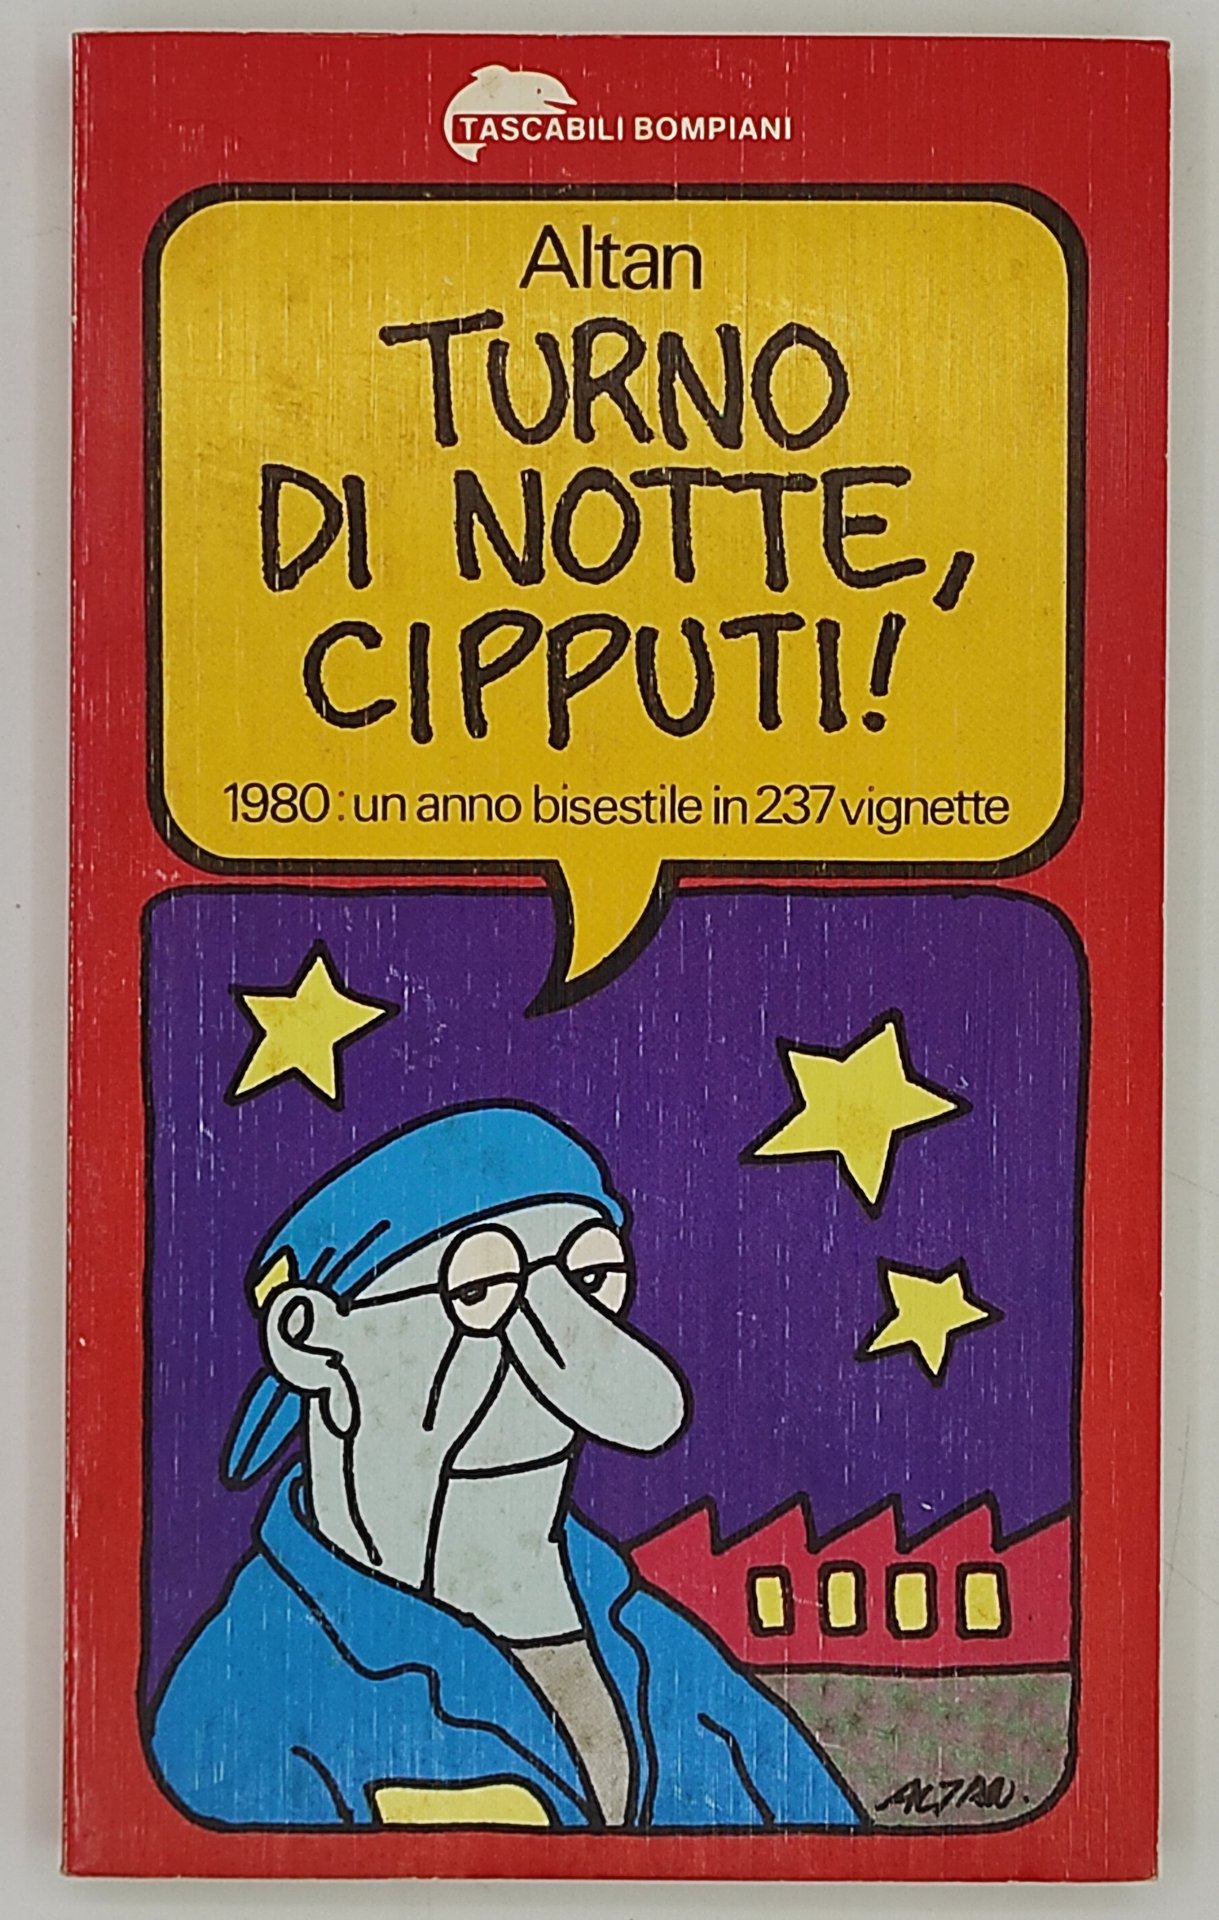 TASCABILI BOMPIANI
Altan
TURNO
DI NOTTE,
CIPPUTI!
1980: un anno bisestile in 237 vignette
ALTAN.